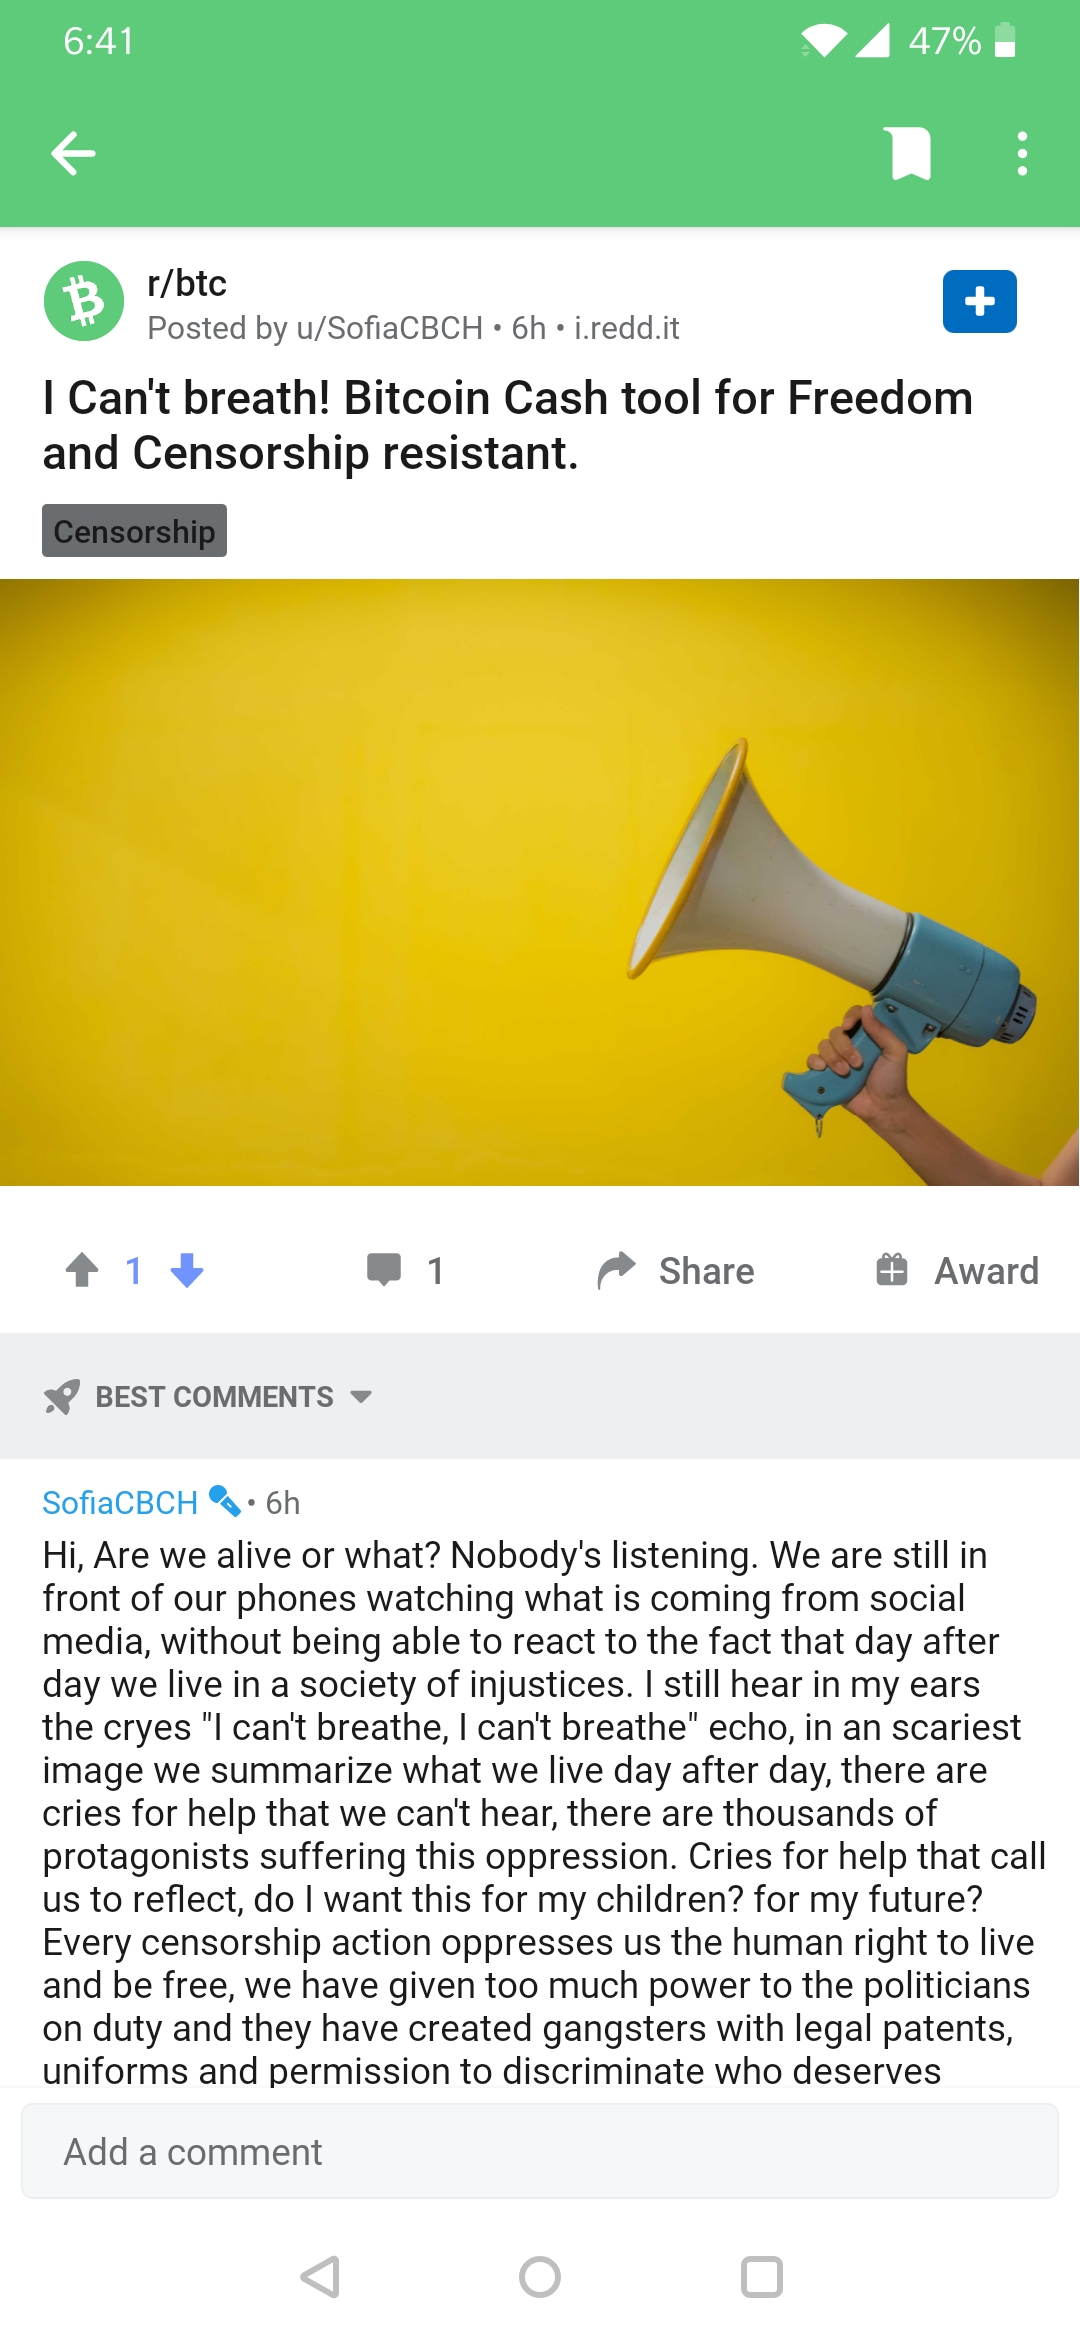 6:41
47%
r/btc
Posted by u/SofiaCBCH • 6h • i.redd.it
I Can't breath! Bitcoin Cash tool for Freedom
and Censorship resistant.
Censorship
1
1
Share
Award
BEST COMMENTS
SofiaCBCH • 6h
Hi, Are we alive or what? Nobody's listening. We are still in
front of our phones watching what is coming from social
media, without being able to react to the fact that day after
day we live in a society of injustices. I still hear in my ears
the cryes "I can't breathe, I can't breathe" echo, in an scariest
image we summarize what we live day after day, there are
cries for help that we can't hear, there are thousands of
protagonists suffering this oppression. Cries for help that call
us to reflect, do I want this for my children? for my future?
Every censorship action oppresses us the human right to live
and be free, we have given too much power to the politicians
on duty and they have created gangsters with legal patents,
uniforms and permission to discriminate who deserves
Add a comment